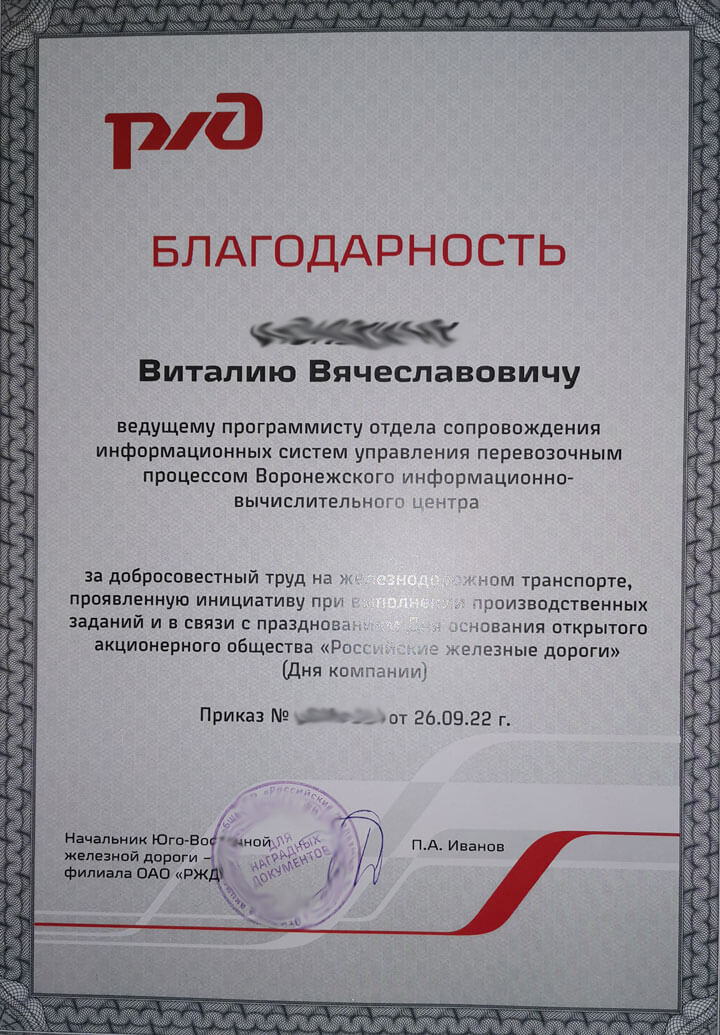 ржд
БЛАГОДАРНОСТЬ
Виталию Вячеславовичу
ведущему программисту отдела сопровождения
информационных систем управления перевозочным
процессом Воронежского информационно-
вычислительного центра
за добросовестный труд на железнодорожном транспорте,
проявленную инициативу при выполнении производственных
заданий и в связи с празднованием Дня основания открытого
акционерного общества «Российские железные дороги»
(Дня компании)
Приказ № от 26.09.22 г.
Начальник Юго-Восточной
железной дороги –
филиала ОАО «РЖД»
«Российские
ДЛЯ
НАГРАДНЫХ
ДОКУМЕНТОВ
П.А. Иванов